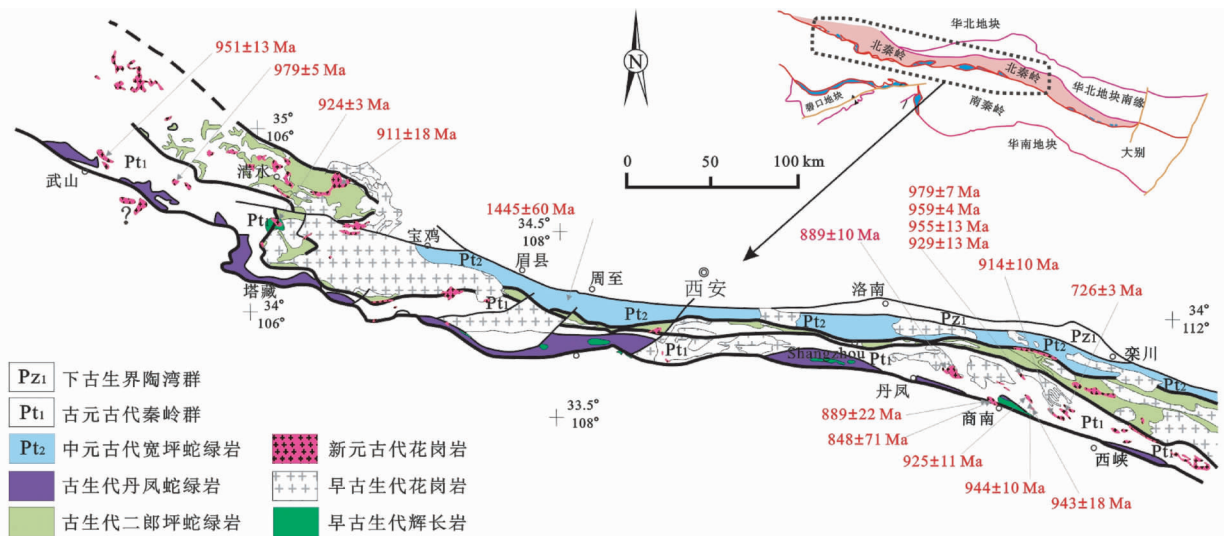 951±13 Ma
979±5 Ma
924±3 Ma
911±18 Ma
35°
106°
Pt₁
武山
清水
?
Pt₁
塔藏
34°
106°
N
0 50 100 km
华北地块
北秦岭
北秦岭
华北地块南缘
碧口地块
南秦岭
华南地块
大别
1445±60 Ma
34.5°
108°
宝鸡
Pt₂
眉县
周至
西安
Pt₁
Pt₂
Pt₁
979±7 Ma
959±4 Ma
955±13 Ma
929±13 Ma
889±10 Ma
914±10 Ma
726±3 Ma
洛南
34°
112°
Pz₁
Pt₂
Pz₁
Pt₂
栾川
Pt₂
Shangzhou
Pt₁
丹凤
商南
Pt₁
西峡
33.5°
108°
889±22 Ma
848±71 Ma
925±11 Ma
944±10 Ma
943±18 Ma
Pz₁ 下古生界陶湾群
Pt₁ 古元古代秦岭群
Pt₂ 中元古代宽坪蛇绿岩
古生代丹凤蛇绿岩
古生代二郎坪蛇绿岩
新元古代花岗岩
早古生代花岗岩
早古生代辉长岩